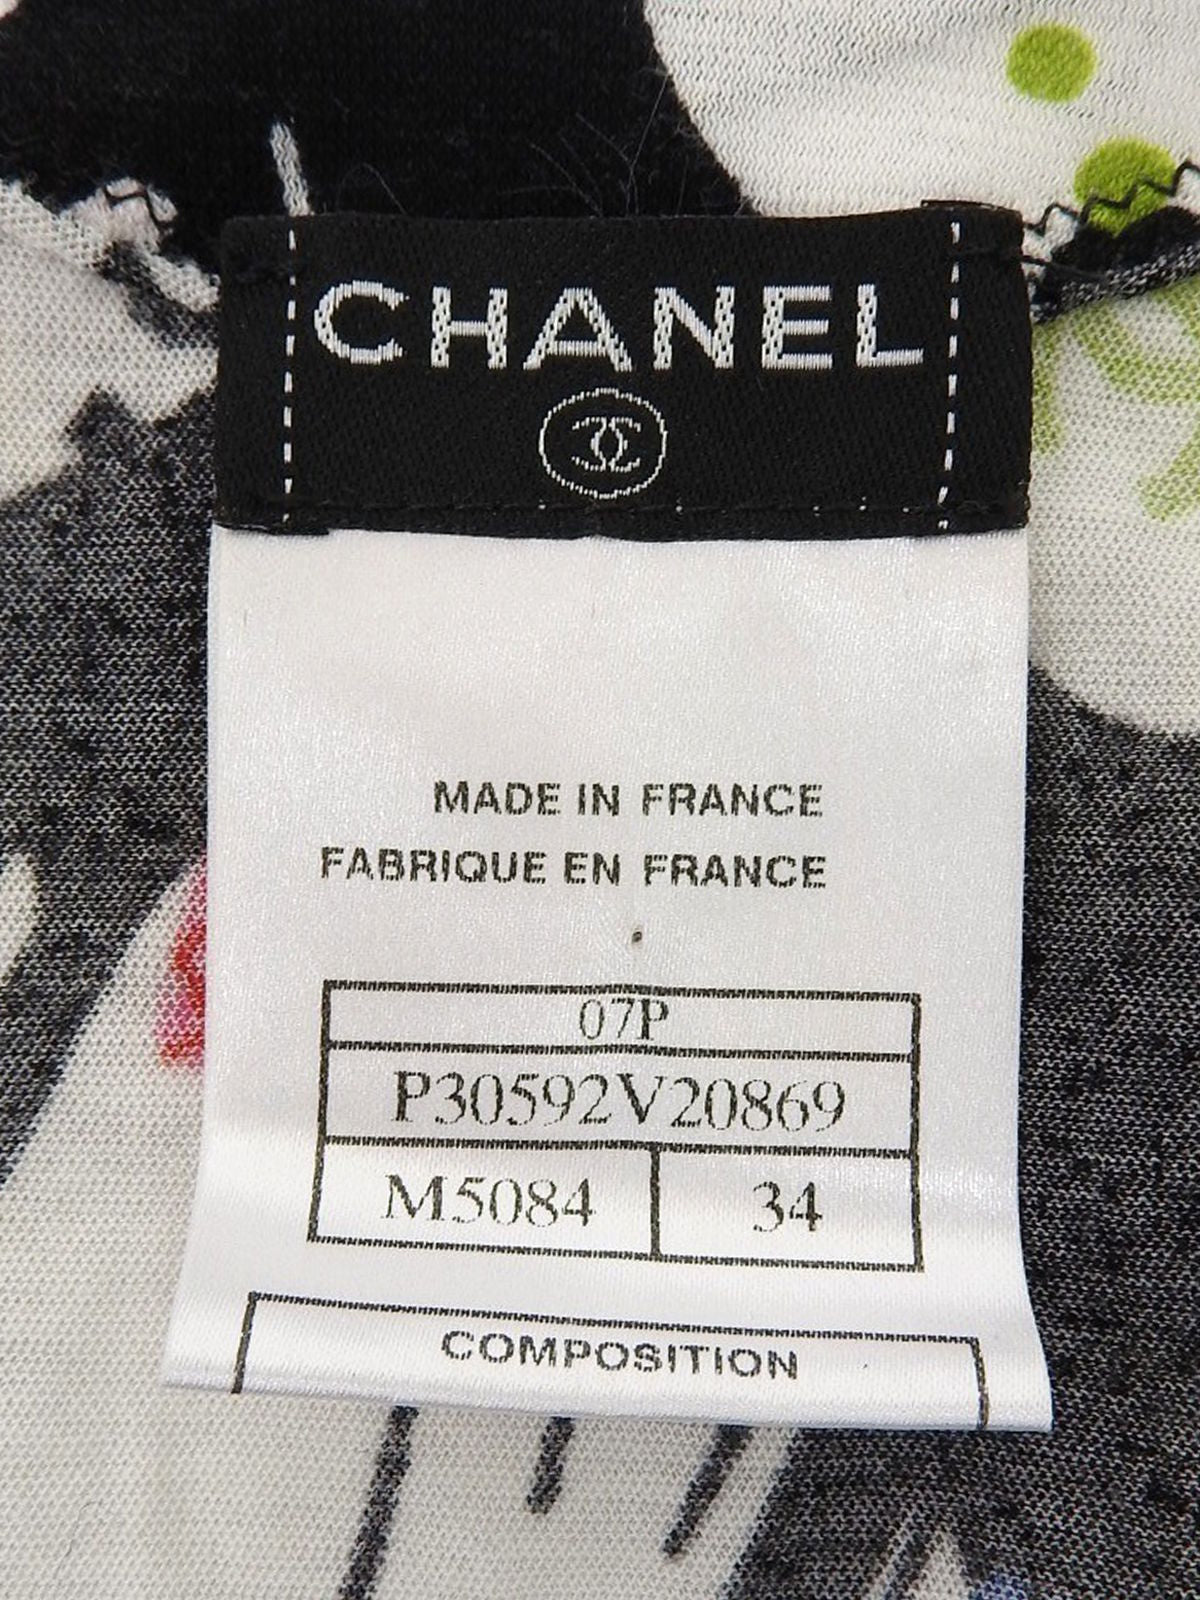 CHANEL
MADE IN FRANCE
FABRIQUE EN FRANCE
07P
P30592V20869
M5084 34
COMPOSITION